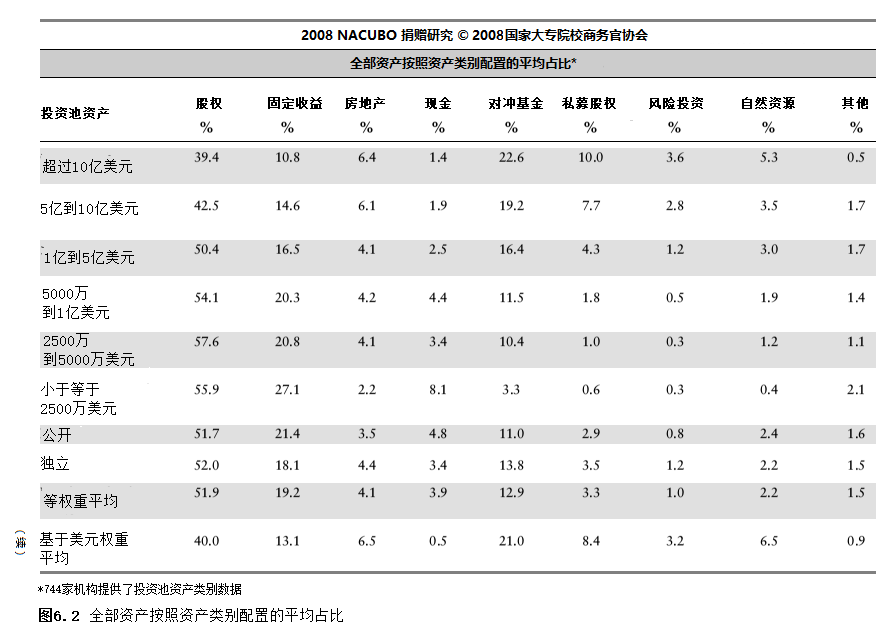 2008 NACUBO 捐赠研究 © 2008国家大专院校商务官协会
全部资产按照资产类别配置的平均占比*
投资池资产 股权 % 固定收益 % 房地产 % 现金 % 对冲基金 % 私募股权 % 风险投资 % 自然资源 % 其他 %
超过10亿美元 39.4 10.8 6.4 1.4 22.6 10.0 3.6 5.3 0.5
5亿到10亿美元 42.5 14.6 6.1 1.9 19.2 7.7 2.8 3.5 1.7
1亿到5亿美元 50.4 16.5 4.1 2.5 16.4 4.3 1.2 3.0 1.7
5000万
到1亿美元 54.1 20.3 4.2 4.4 11.5 1.8 0.5 1.9 1.4
2500万
到5000万美元 57.6 20.8 4.1 3.4 10.4 1.0 0.3 1.2 1.1
小于等于
2500万美元 55.9 27.1 2.2 8.1 3.3 0.6 0.3 0.4 2.1
公开 51.7 21.4 3.5 4.8 11.0 2.9 0.8 2.4 1.6
独立 52.0 18.1 4.4 3.4 13.8 3.5 1.2 2.2 1.5
等权重平均 51.9 19.2 4.1 3.9 12.9 3.3 1.0 2.2 1.5
基于美元权重
平均 40.0 13.1 6.5 0.5 21.0 8.4 3.2 6.5 0.9
*744家机构提供了投资池资产类别数据
图6.2 全部资产按照资产类别配置的平均占比